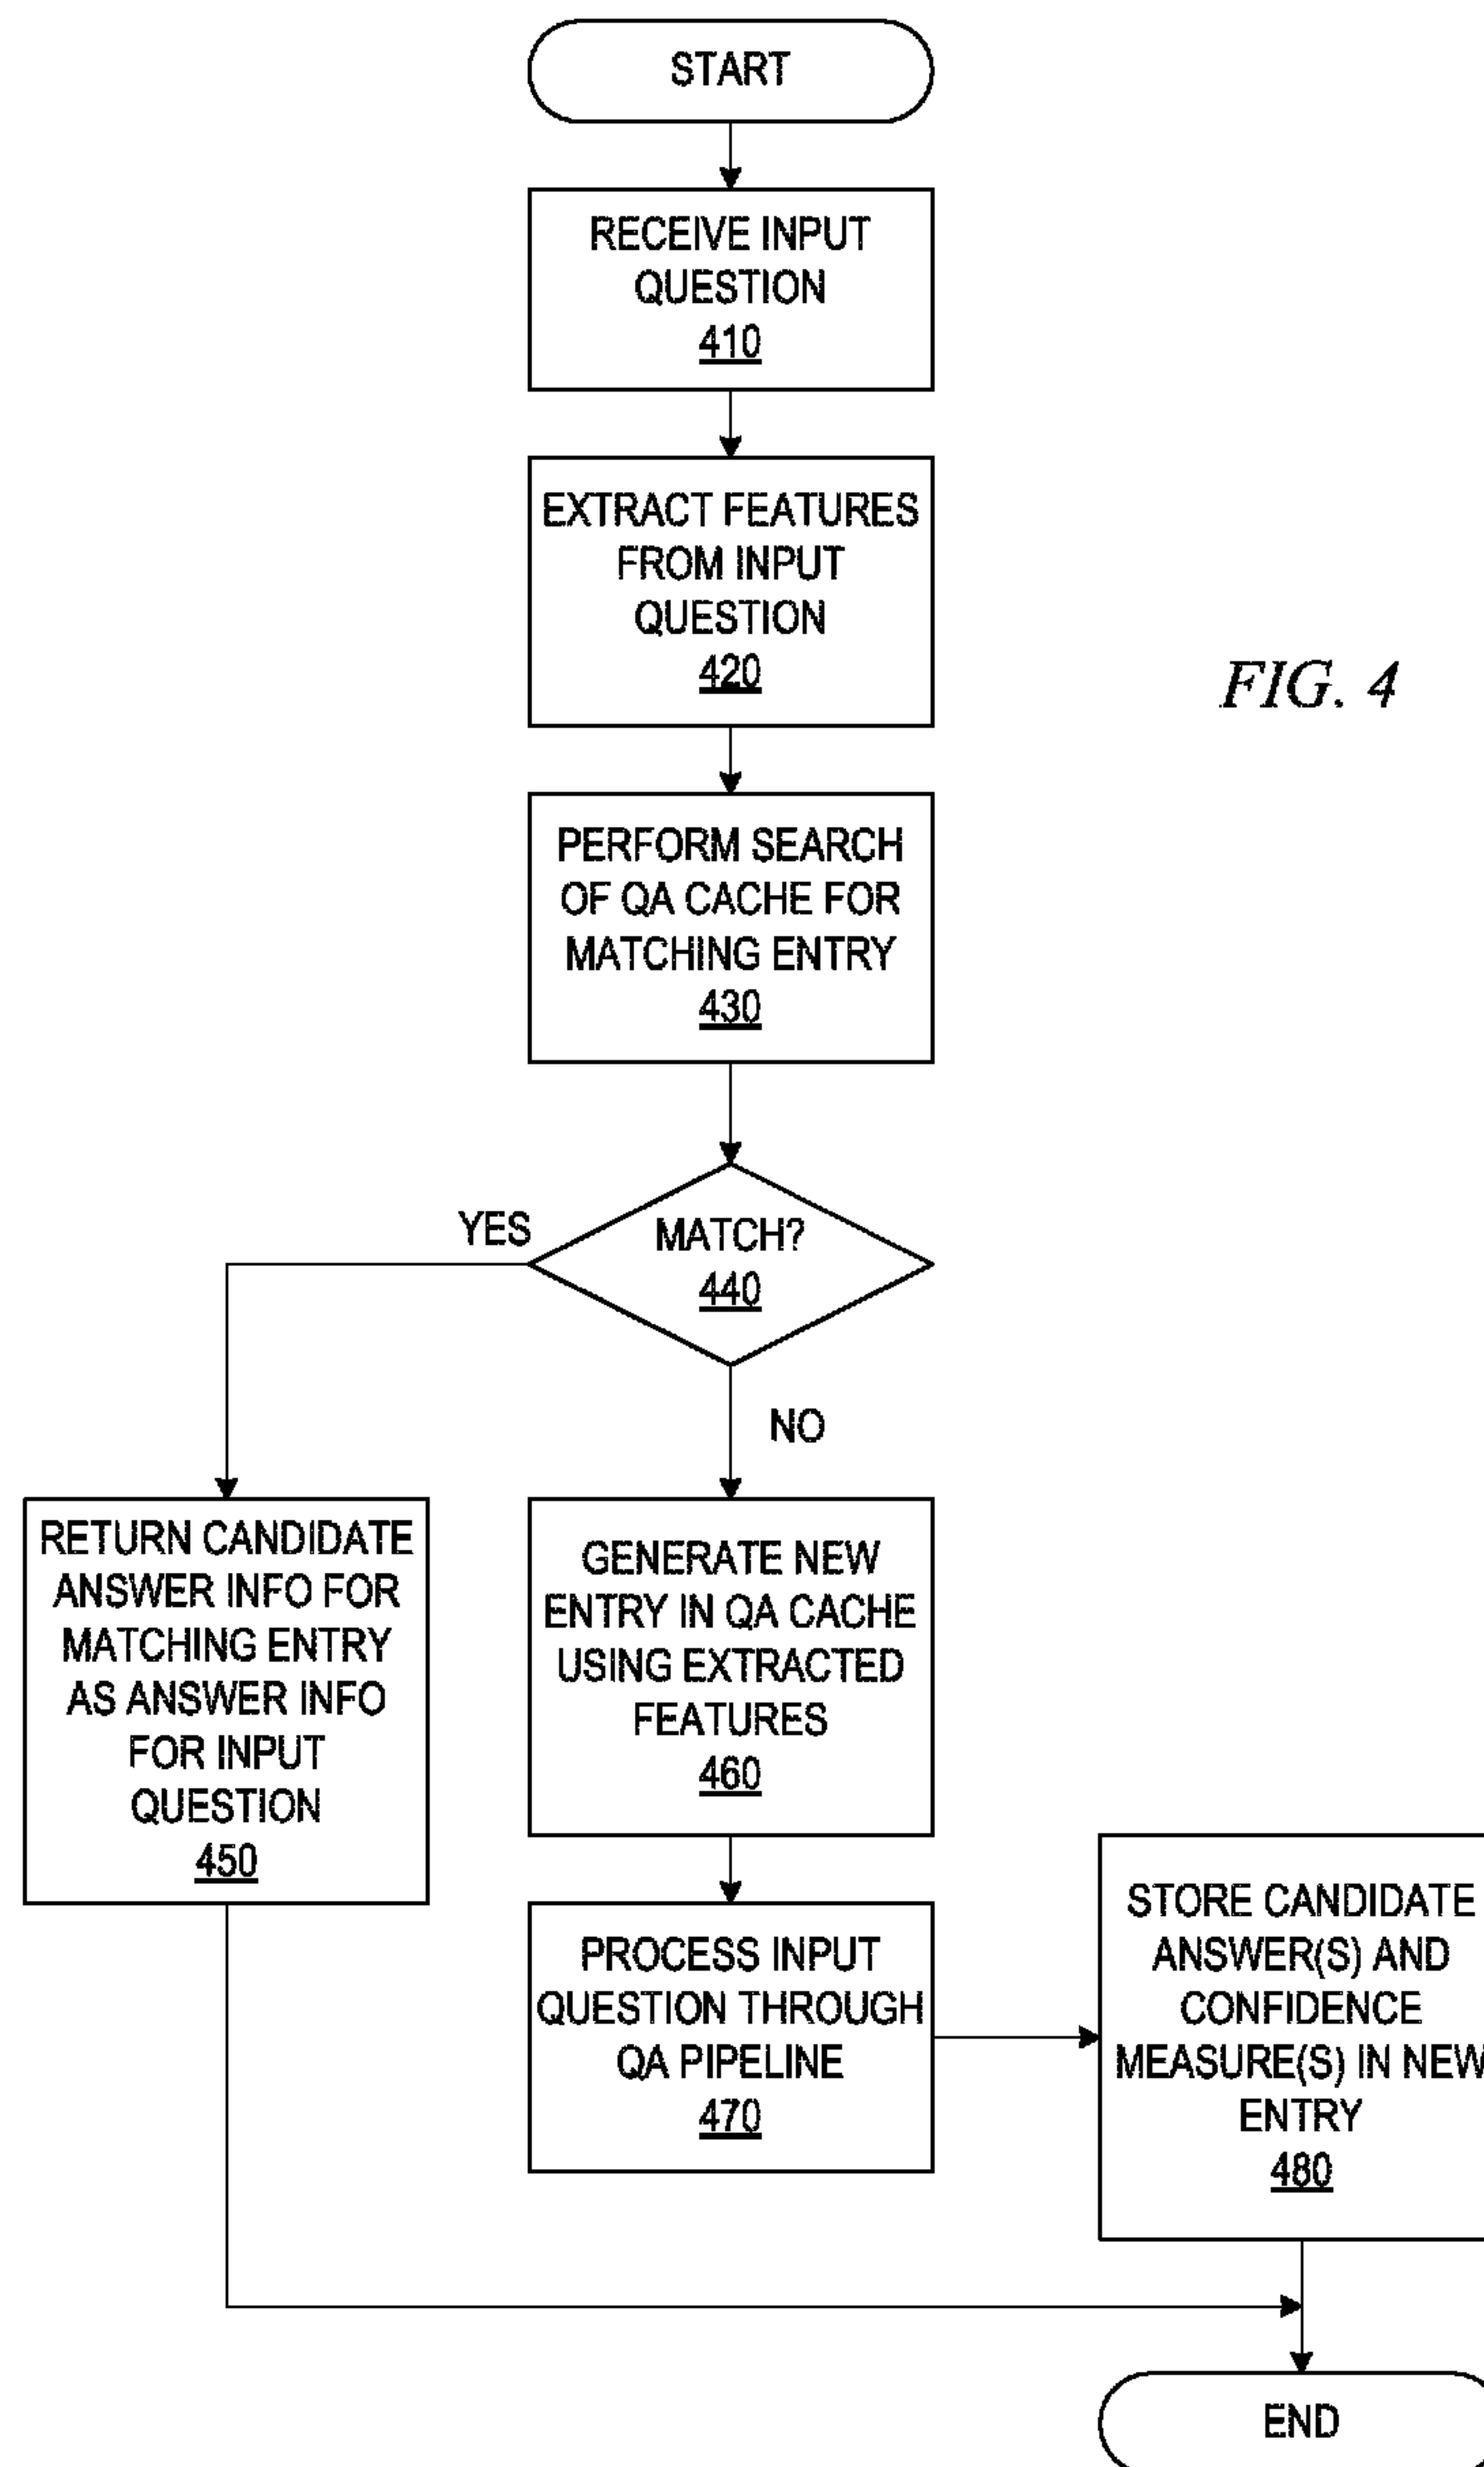 START
RECEIVE INPUT
QUESTION
410
EXTRACT FEATURES
FROM INPUT
QUESTION
420
FIG. 4
PERFORM SEARCH
OF QA CACHE FOR
MATCHING ENTRY
430
MATCH?
440
YES
NO
RETURN CANDIDATE
ANSWER INFO FOR
MATCHING ENTRY
AS ANSWER INFO
FOR INPUT
QUESTION
450
GENERATE NEW
ENTRY IN QA CACHE
USING EXTRACTED
FEATURES
460
PROCESS INPUT
QUESTION THROUGH
QA PIPELINE
470
STORE CANDIDATE
ANSWER(S) AND
CONFIDENCE
MEASURE(S) IN NEW
ENTRY
480
END